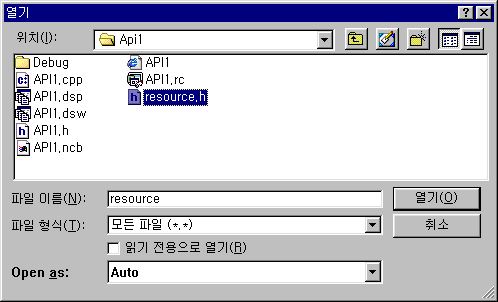 열기
위치(I):
Api1
Debug
API1.cpp
API1.dsp
API1.dsw
API1.h
API1.ncb
API1
API1.rc
resource.h
파일 이름(N):
resource
열기(O)
파일 형식(T):
모든 파일 (*.*)
취소
읽기 전용으로 열기(R)
Open as:
Auto